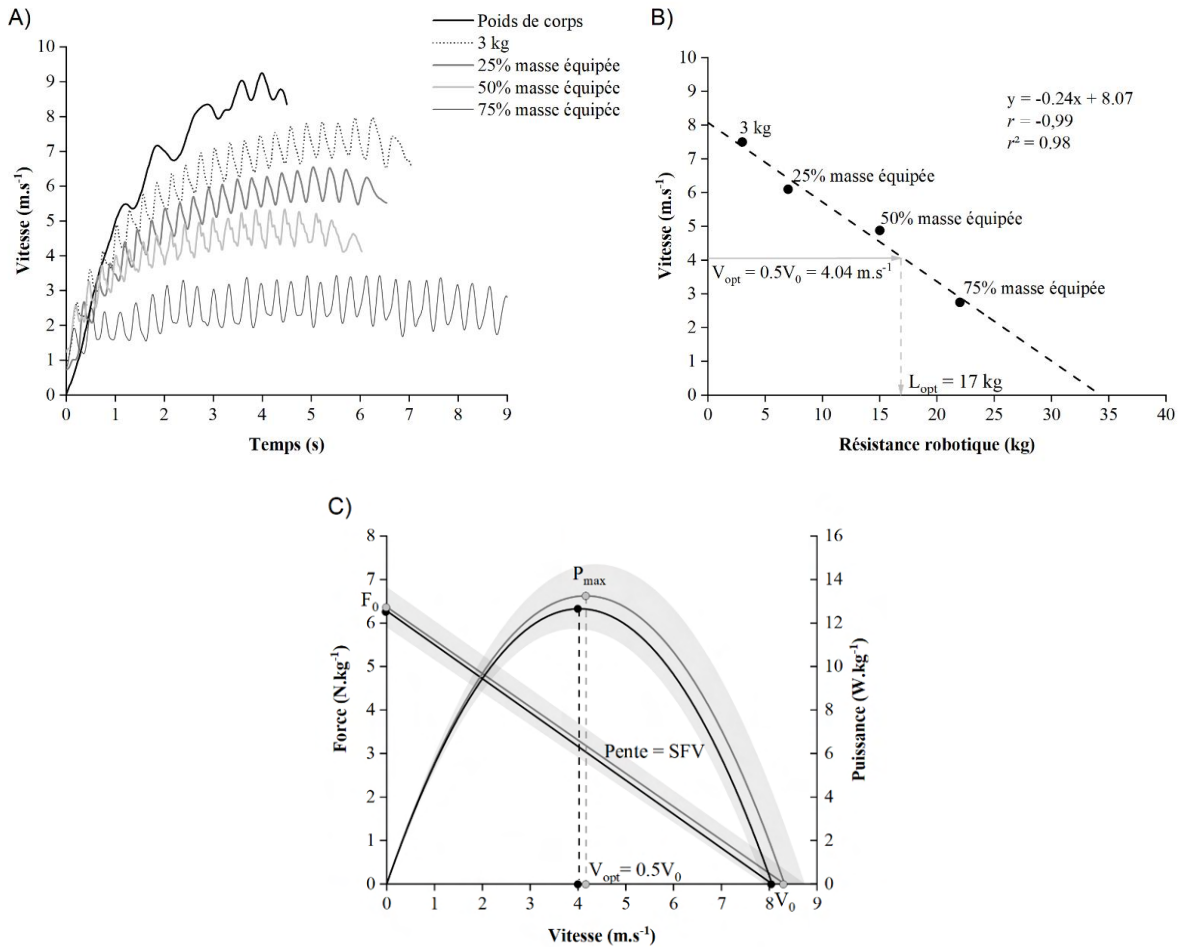 A)
Poids de corps
3 kg
25% masse équipée
50% masse équipée
75% masse équipée
10
9
8
7
6
5
4
3
2
1
0
Vitesse (m.s⁻¹)
0 1 2 3 4 5 6 7 8 9
Temps (s)
B)
10
9
8
7
6
5
4
3
2
1
0
Vitesse (m.s⁻¹)
y = -0.24x + 8.07
r = -0,99
r² = 0.98
3 kg
25% masse équipée
50% masse équipée
Vopt = 0.5V0 = 4.04 m.s⁻¹
75% masse équipée
Lopt = 17 kg
0 5 10 15 20 25 30 35 40
Résistance robotique (kg)
C)
8
7
6
5
4
3
2
1
0
Force (N.kg⁻¹)
F0
Pmax
Pente = SFV
Vopt = 0.5V0
V0
16
14
12
10
8
6
4
2
0
Puissance (W.kg⁻¹)
0 1 2 3 4 5 6 7 8 9
Vitesse (m.s⁻¹)